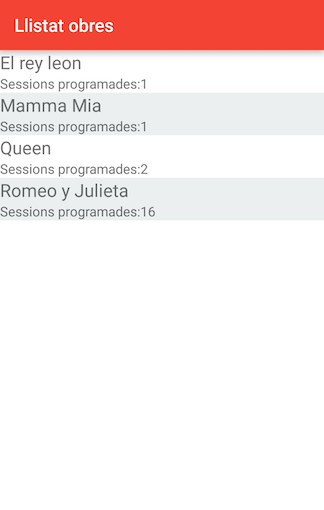 Llistat obres
El rey leon
Sessions programades:1
Mamma Mia
Sessions programades:1
Queen
Sessions programades:2
Romeo y Julieta
Sessions programades:16